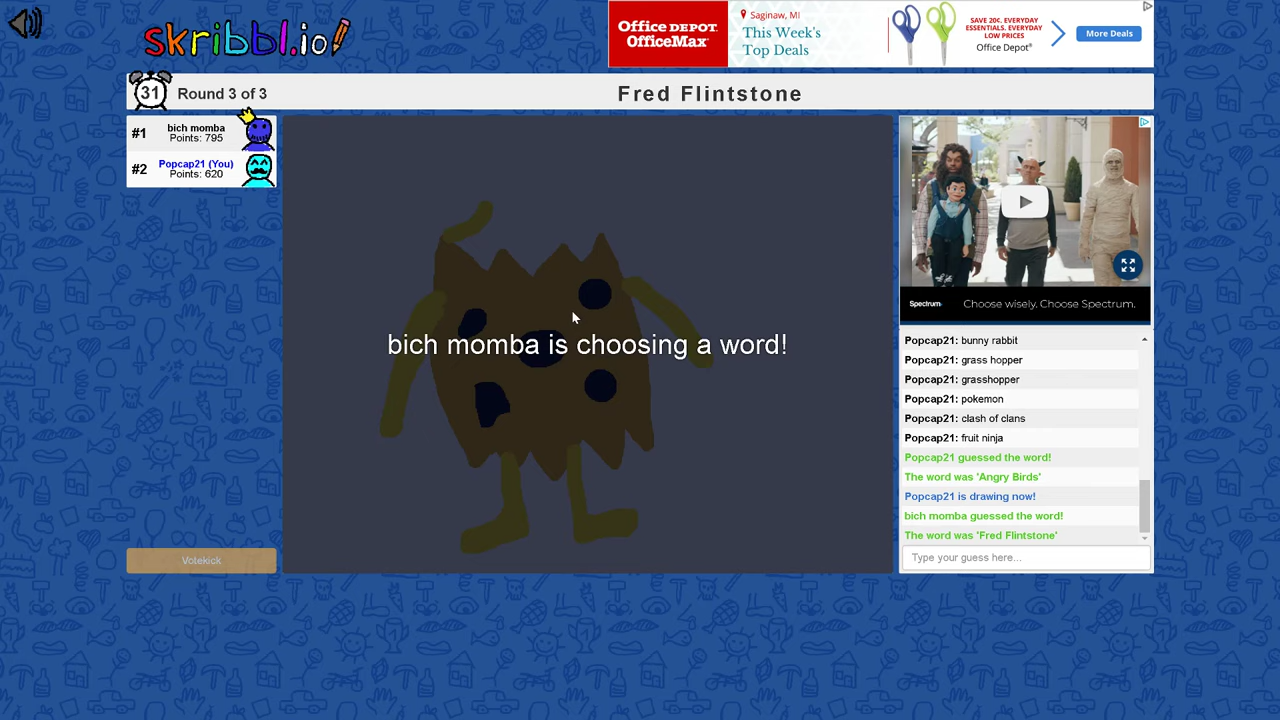 skribbl.io
OFFICE DEPOT
OfficeMax
Saginaw, MI
This Week's
Top Deals
SAVE 20¢. EVERYDAY
ESSENTIALS. EVERYDAY
LOW PRICES
Office Depot
More Deals
31
Round 3 of 3
Fred Flintstone
#1
bich momba
Points: 795
#2
Popcap21 (You)
Points: 620
Votekick
bich momba is choosing a word!
Spectrum
Choose wisely. Choose Spectrum.
Popcap21: bunny rabbit
Popcap21: grass hopper
Popcap21: grasshopper
Popcap21: pokemon
Popcap21: clash of clans
Popcap21: fruit ninja
Popcap21 guessed the word!
The word was 'Angry Birds'
Popcap21 is drawing now!
bich momba guessed the word!
The word was 'Fred Flintstone'
Type your guess here...